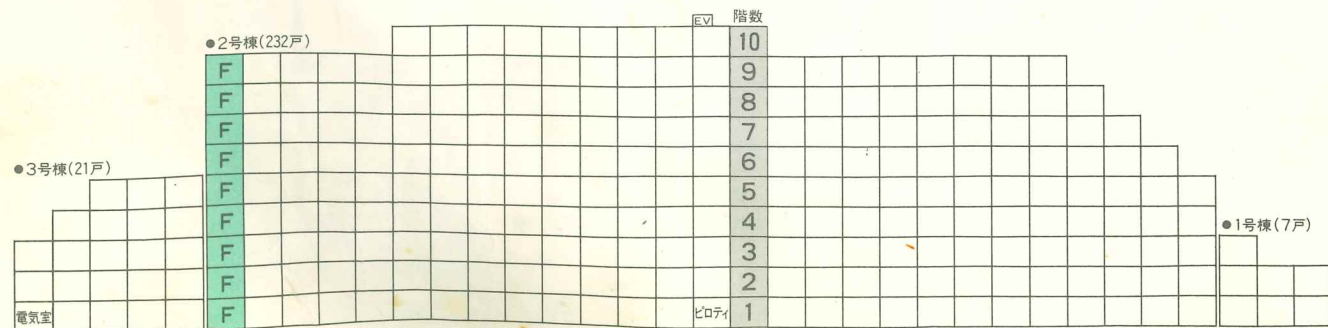 EV 階数
●2号棟(232戸) 10
F 9
F 8
F 7
F 6
●3号棟(21戸)
F 5
F 4
●1号棟(7戸)
F 3
F 2
電気室 F ピロティ 1